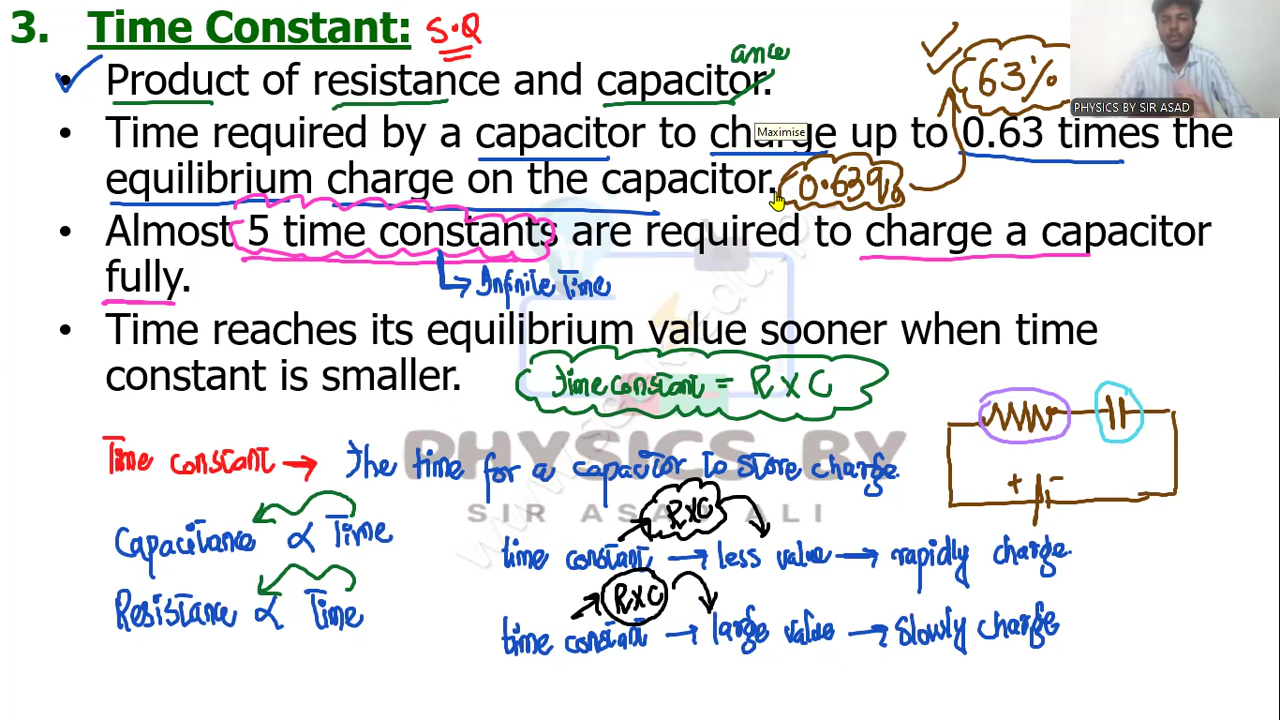 3. Time Constant: S.Q
ance
63%
• Product of resistance and capacitor.
PHYSICS BY SIR ASAD
• Time required by a capacitor to charge up to 0.63 times the
Maximise
equilibrium charge on the capacitor. 0.63%
• Almost 5 time constants are required to charge a capacitor
fully.
Infinite Time
• Time reaches its equilibrium value sooner when time
constant is smaller.
time constant = R x C
PHYSICS BY
SIR ASAD ALI
Time constant → The time for a capacitor to store charge.
RxC
Capacitance ∝ Time
time constant → less value → rapidly charge.
RxC
Resistance ∝ Time
time constant → large value → slowly charge
+ -